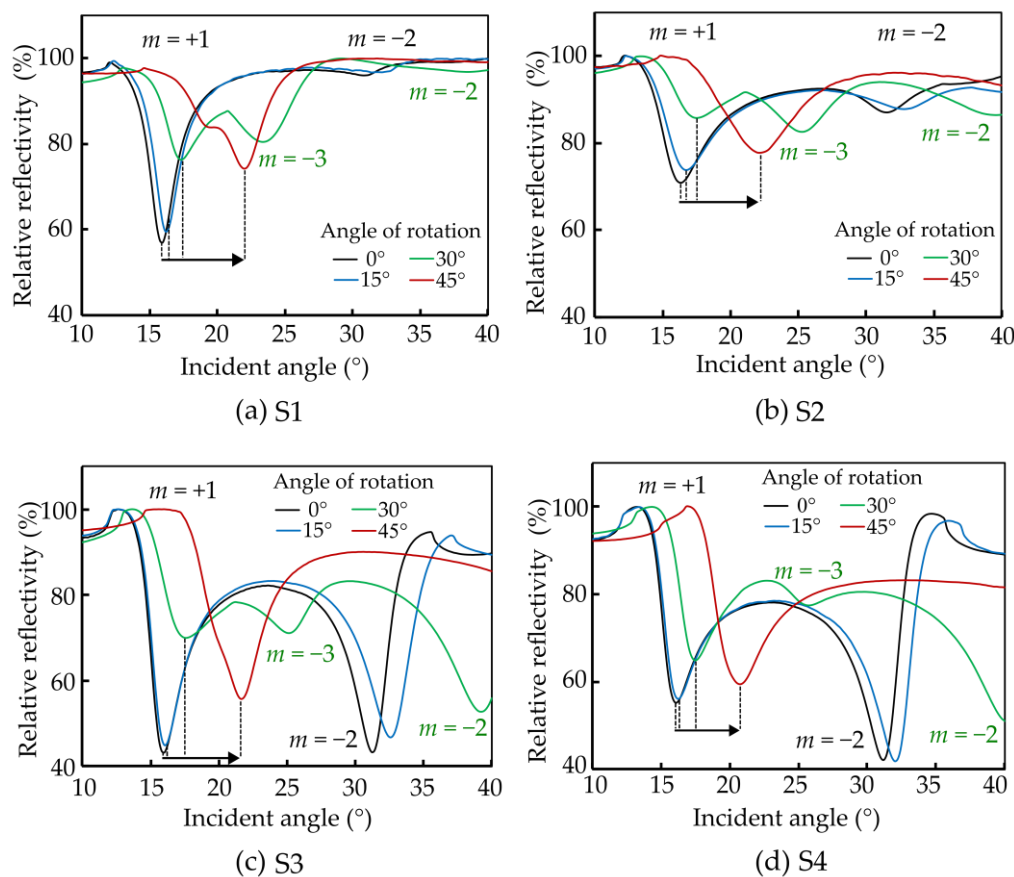 m = +1
m = −2
m = −2
m = −3
Relative reflectivity (%)
100
80
60
40
Angle of rotation
0° 30°
15° 45°
10 15 20 25 30 35 40
Incident angle (°)
(a) S1
m = +1
m = −2
m = −2
m = −3
Relative reflectivity (%)
100
80
60
40
Angle of rotation
0° 30°
15° 45°
10 15 20 25 30 35 40
Incident angle (°)
(b) S2
m = +1
Angle of rotation
0° 30°
15° 45°
Relative reflectivity (%)
100
80
60
40
m = −3
m = −2
m = −2
10 15 20 25 30 35 40
Incident angle (°)
(c) S3
m = +1
Angle of rotation
0° 30°
15° 45°
Relative reflectivity (%)
100
80
60
40
m = −3
m = −2
m = −2
10 15 20 25 30 35 40
Incident angle (°)
(d) S4